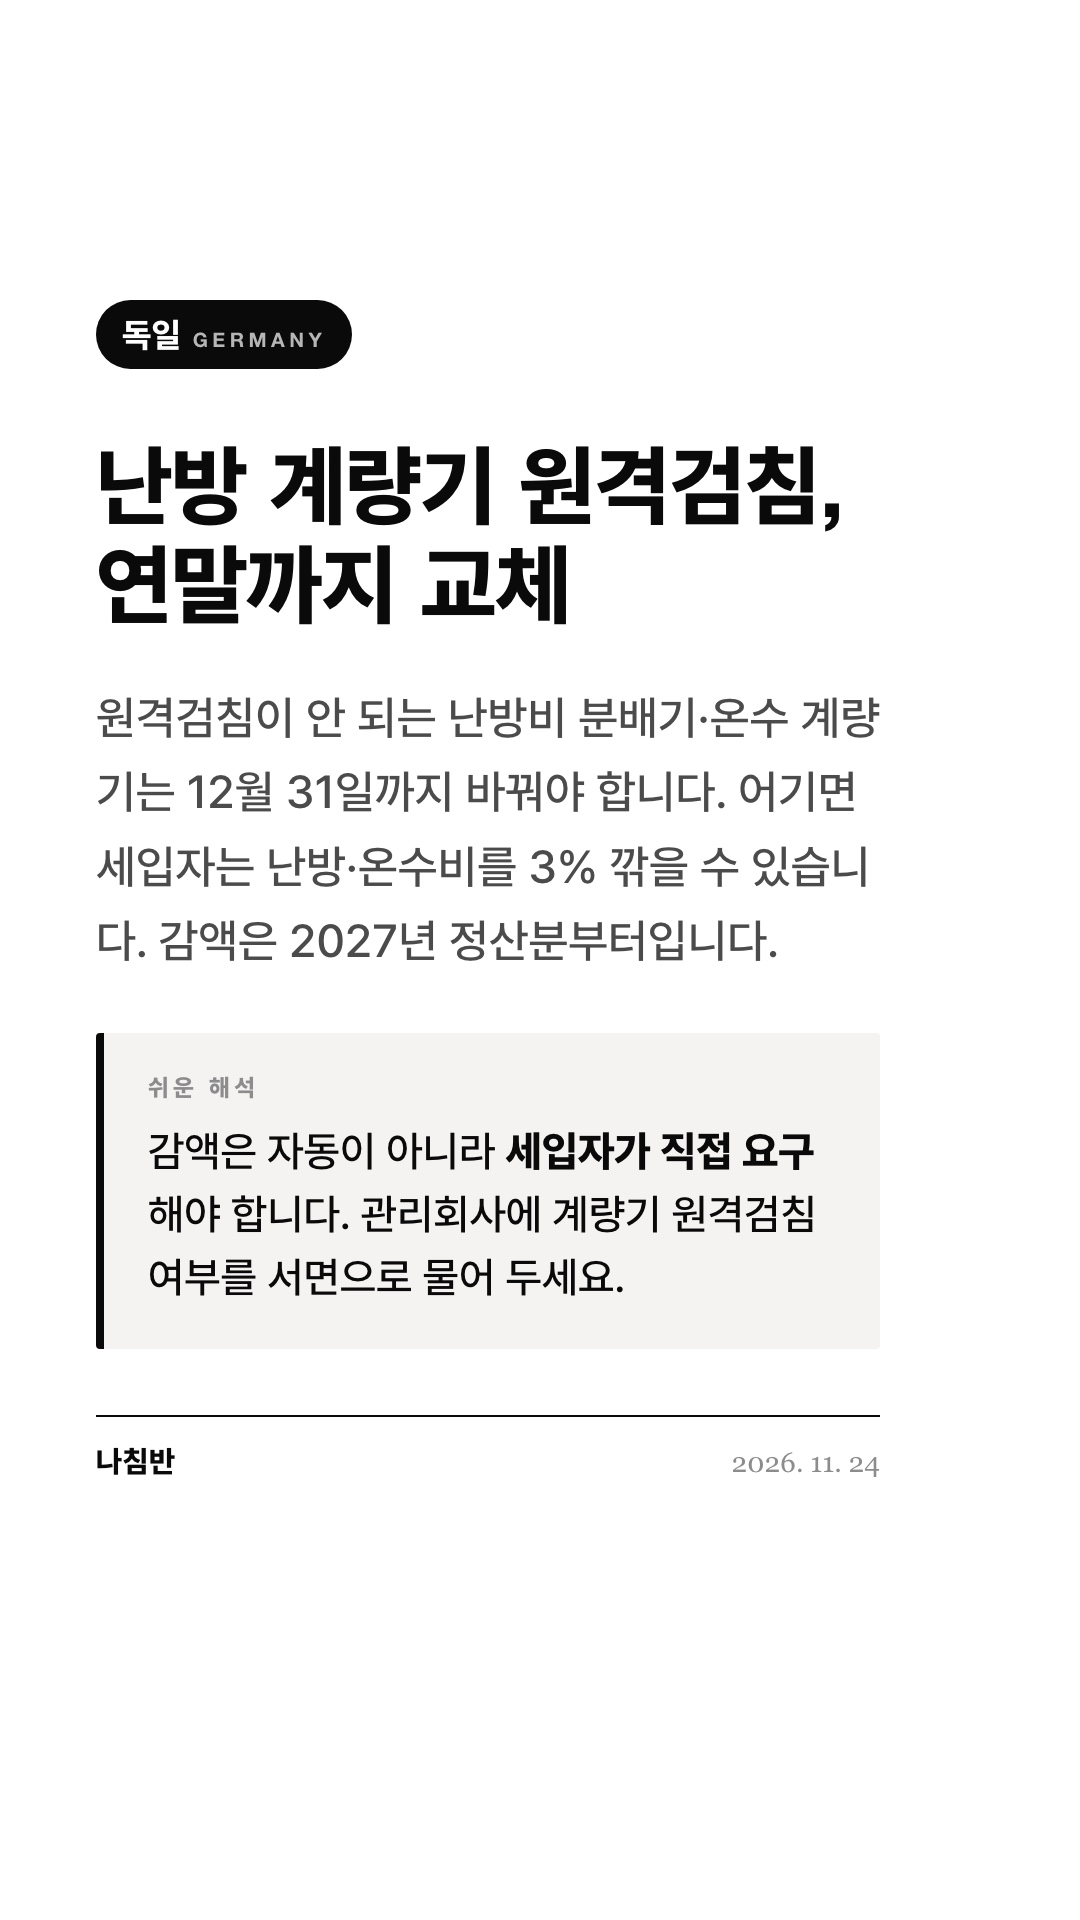 독일 GERMANY
난방 계량기 원격검침,
연말까지 교체
원격검침이 안 되는 난방비 분배기·온수 계량
기는 12월 31일까지 바꿔야 합니다. 어기면
세입자는 난방·온수비를 3% 깎을 수 있습니
다. 감액은 2027년 정산분부터입니다.
쉬운 해석
감액은 자동이 아니라 세입자가 직접 요구
해야 합니다. 관리회사에 계량기 원격검침
여부를 서면으로 물어 두세요.
나침반
2026. 11. 24